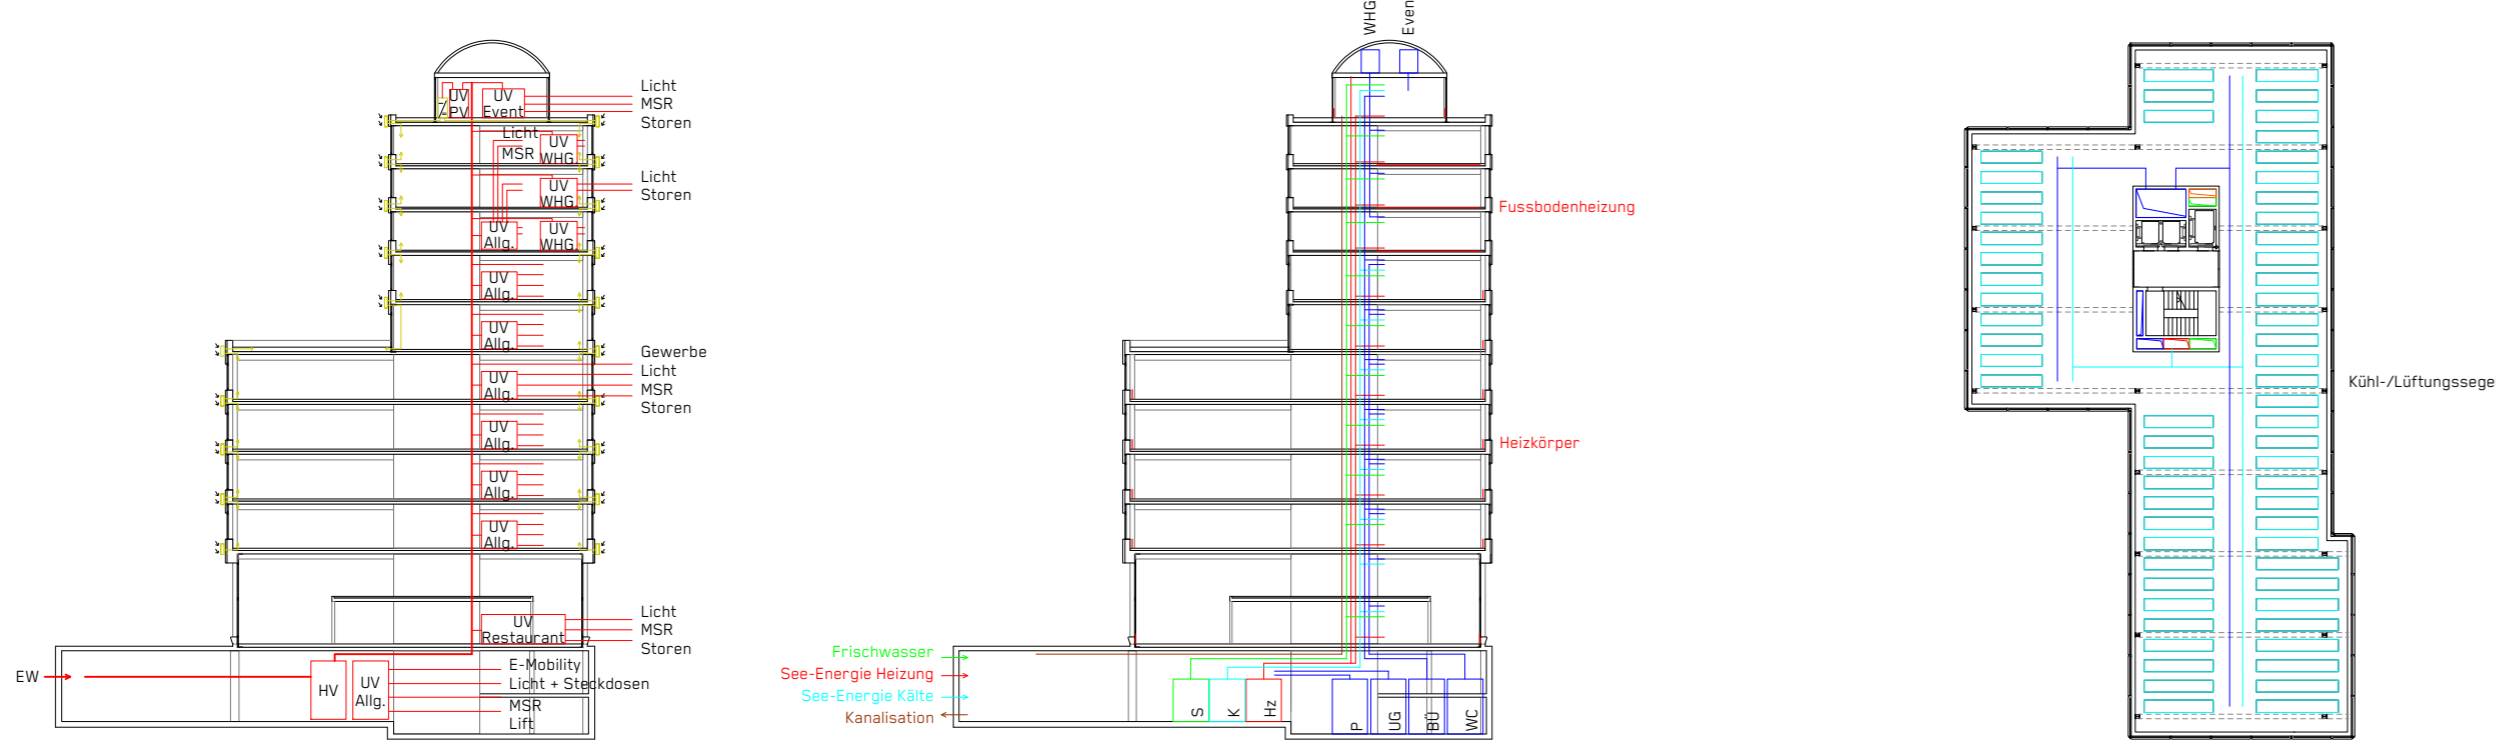 Licht
MSR
Storen
UV
PV
UV
Event
Licht
MSR
UV
WHG.
Licht
Storen
UV
WHG.
UV
Allg.
UV
WHG.
UV
Allg.
UV
Allg.
Gewerbe
Licht
MSR
Storen
UV
Allg.
UV
Allg.
UV
Allg.
UV
Allg.
Licht
MSR
Storen
UV
Restaurant
EW
HV
UV
Allg.
E-Mobility
Licht + Steckdosen
MSR
Lift
WHG
Even
Fussbodenheizung
Heizkörper
Frischwasser
See-Energie Heizung
See-Energie Kälte
Kanalisation
S
K
Hz
P
UG
BÜ
WC
Kühl-/Lüftungssege